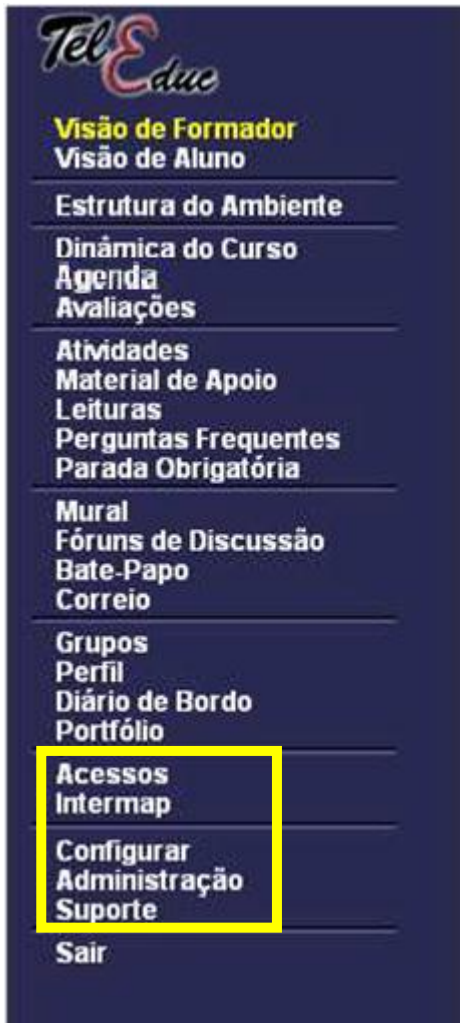 TelEduc
Visão de Formador
Visão de Aluno
Estrutura do Ambiente
Dinâmica do Curso
Agenda
Avaliações
Atividades
Material de Apoio
Leituras
Perguntas Frequentes
Parada Obrigatória
Mural
Fóruns de Discussão
Bate-Papo
Correio
Grupos
Perfil
Diário de Bordo
Portfólio
Acessos
Intermap
Configurar
Administração
Suporte
Sair